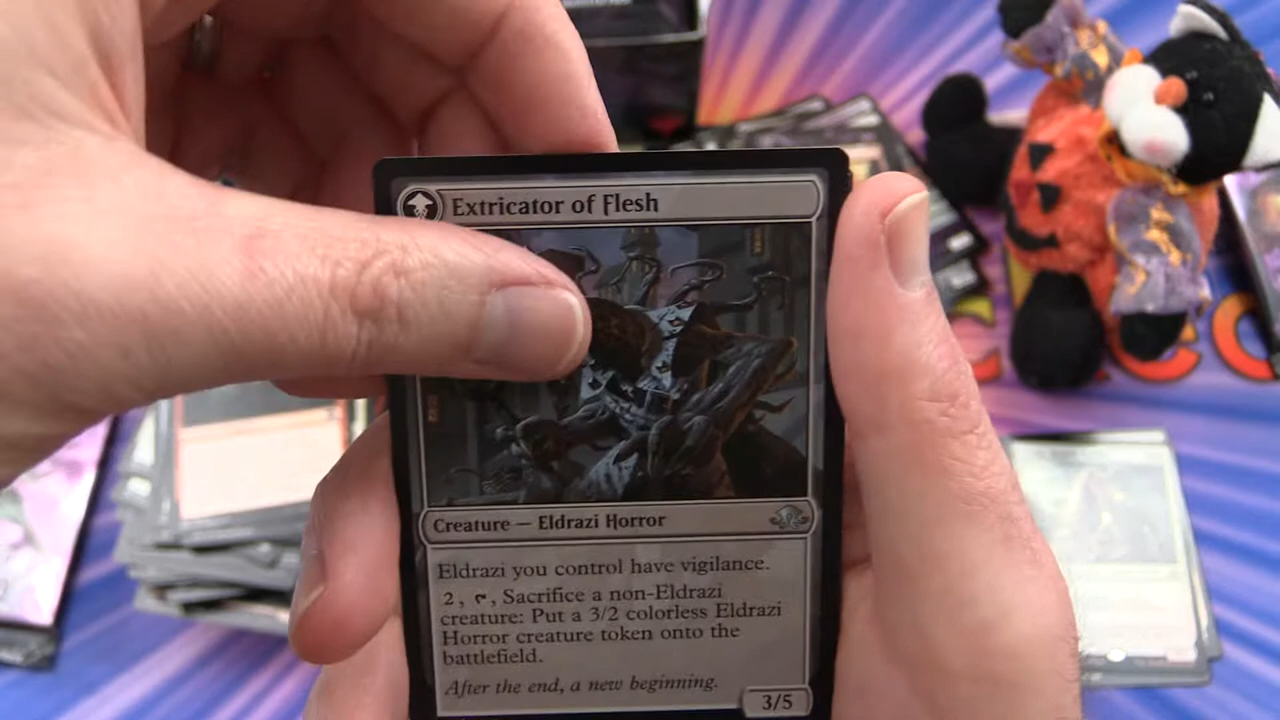 Extricator of Flesh
Creature — Eldrazi Horror
Eldrazi you control have vigilance.
2, T, Sacrifice a non-Eldrazi
creature: Put a 3/2 colorless Eldrazi
Horror creature token onto the
battlefield.
After the end, a new beginning.
3/5